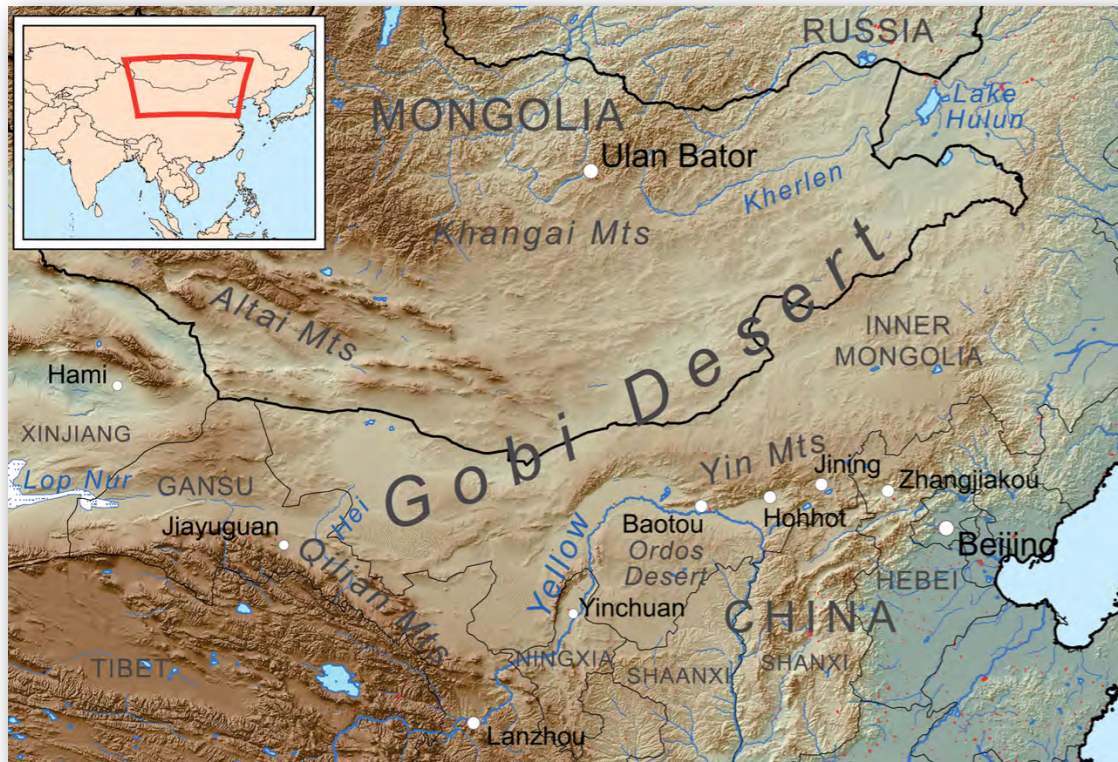 RUSSIA
MONGOLIA
Lake
Hulun
Ulan Bator
Kherlen
Khangai Mts
Altai Mts
Gobi Desert
INNER
MONGOLIA
Hami
XINJIANG
Lop Nur
GANSU
Jiayuguan
Hei
Qilian Mts
Yin Mts
Jining
Zhangjiakou
Baotou
Hohhot
Beijing
Ordos
Desert
Yellow
HEBEI
Yinchuan
CHINA
TIBET
NINGXIA
SHAANXI
SHANXI
Lanzhou